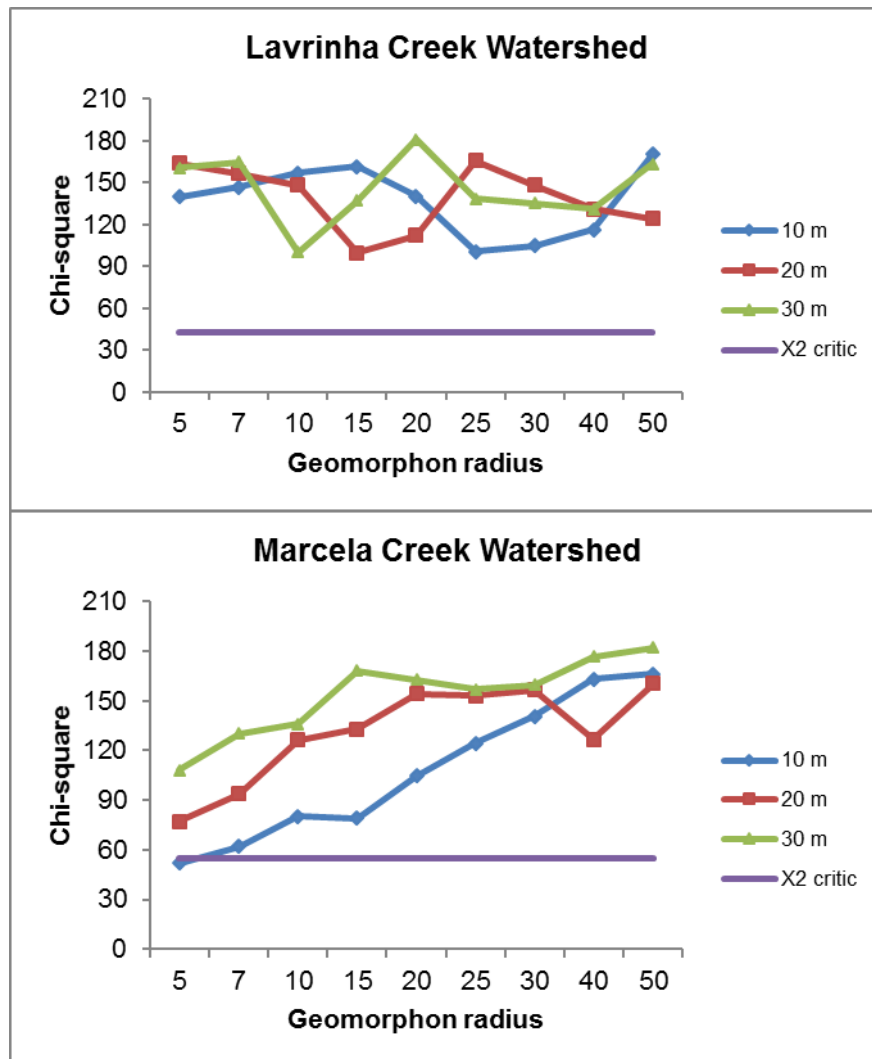 Lavrinha Creek Watershed
210
180
150
120
90
60
30
0
Chi-square
5 7 10 15 20 25 30 40 50
Geomorphon radius
10 m
20 m
30 m
X2 critic
Marcela Creek Watershed
210
180
150
120
90
60
30
0
Chi-square
5 7 10 15 20 25 30 40 50
Geomorphon radius
10 m
20 m
30 m
X2 critic